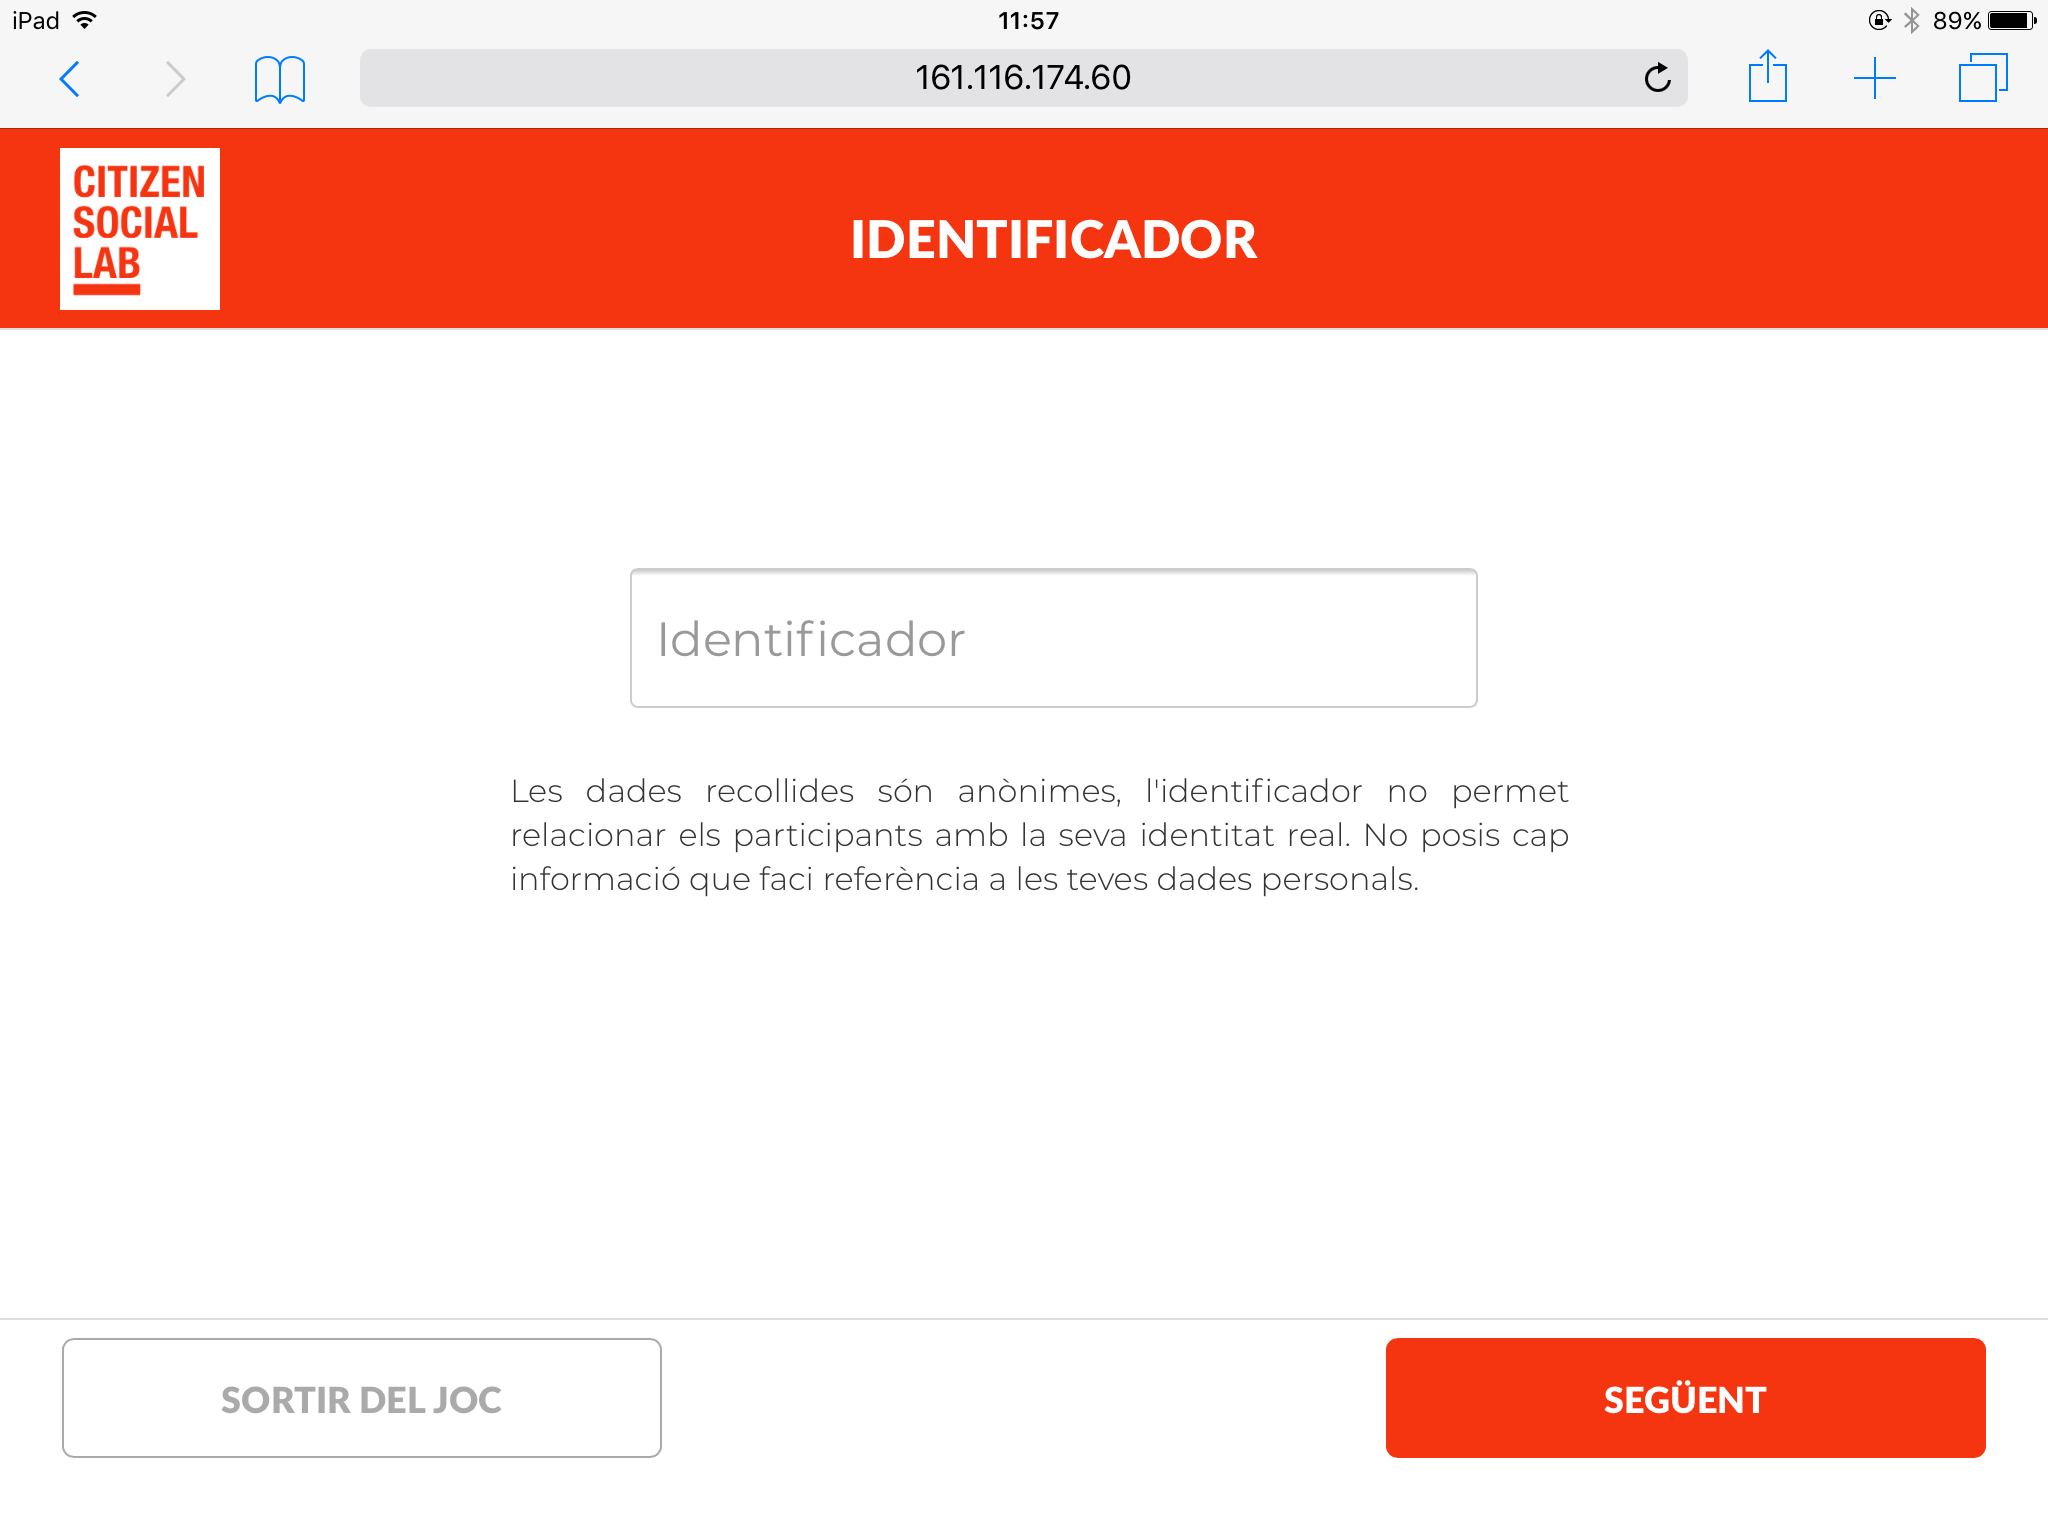 iPad
11:57
89%
161.116.174.60
CITIZEN
SOCIAL
LAB
IDENTIFICADOR
Identificador
Les dades recollides són anònimes, l'identificador no permet
relacionar els participants amb la seva identitat real. No posis cap
informació que faci referència a les teves dades personals.
SORTIR DEL JOC
SEGÜENT